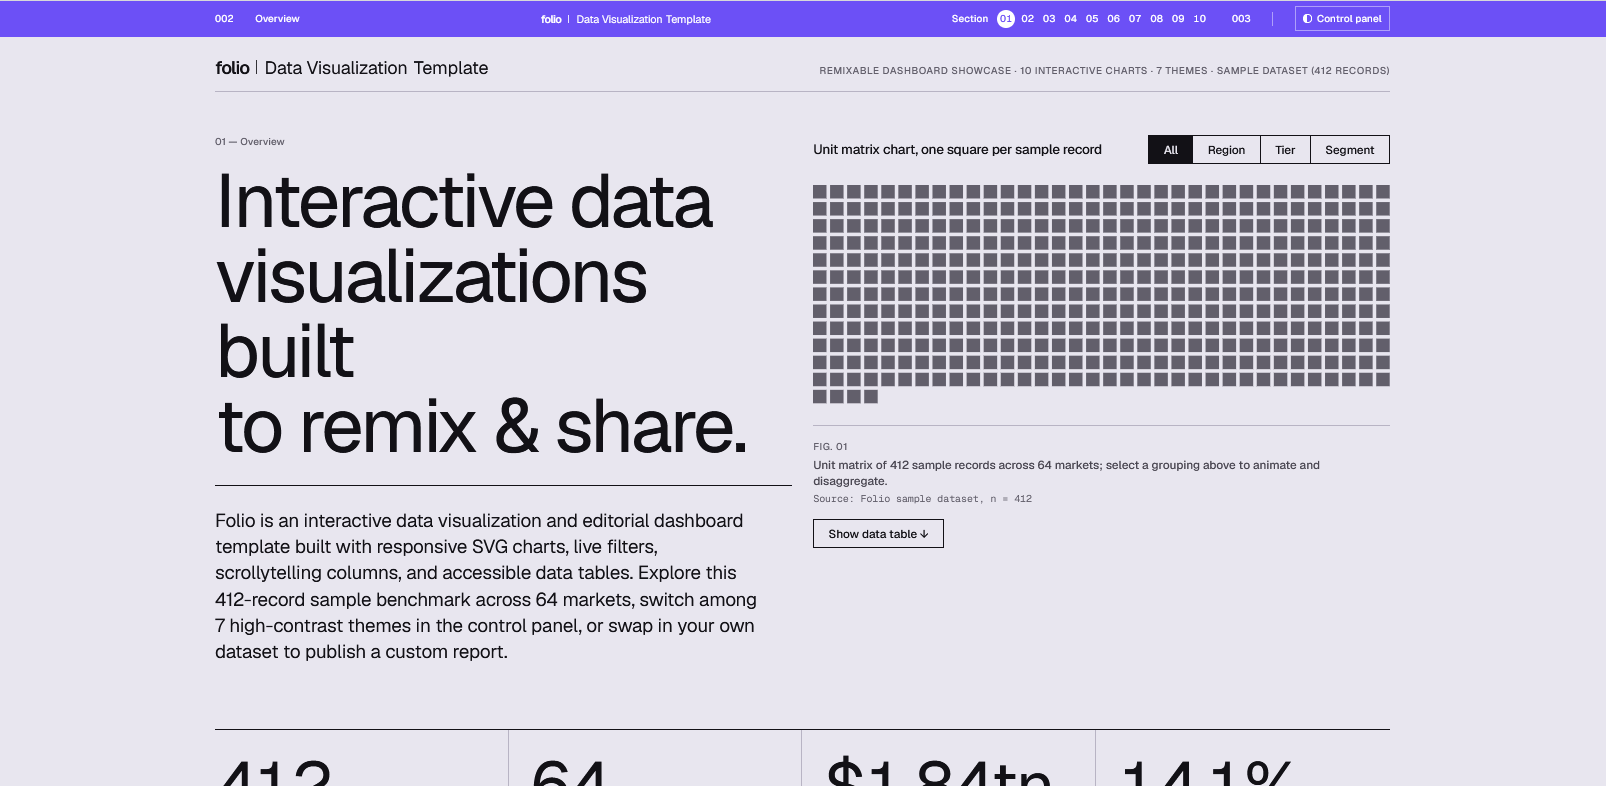 002 Overview folio | Data Visualization Template Section 01 02 03 04 05 06 07 08 09 10 003 Control panel
folio | Data Visualization Template
REMIXABLE DASHBOARD SHOWCASE · 10 INTERACTIVE CHARTS · 7 THEMES · SAMPLE DATASET (412 RECORDS)
01 — Overview
Interactive data
visualizations
built
to remix & share.
Folio is an interactive data visualization and editorial dashboard
template built with responsive SVG charts, live filters,
scrollytelling columns, and accessible data tables. Explore this
412-record sample benchmark across 64 markets, switch among
7 high-contrast themes in the control panel, or swap in your own
dataset to publish a custom report.
Unit matrix chart, one square per sample record
All Region Tier Segment
FIG. 01
Unit matrix of 412 sample records across 64 markets; select a grouping above to animate and
disaggregate.
Source: Folio sample dataset, n = 412
Show data table ↓
412 64 $1.84tn 14.1%